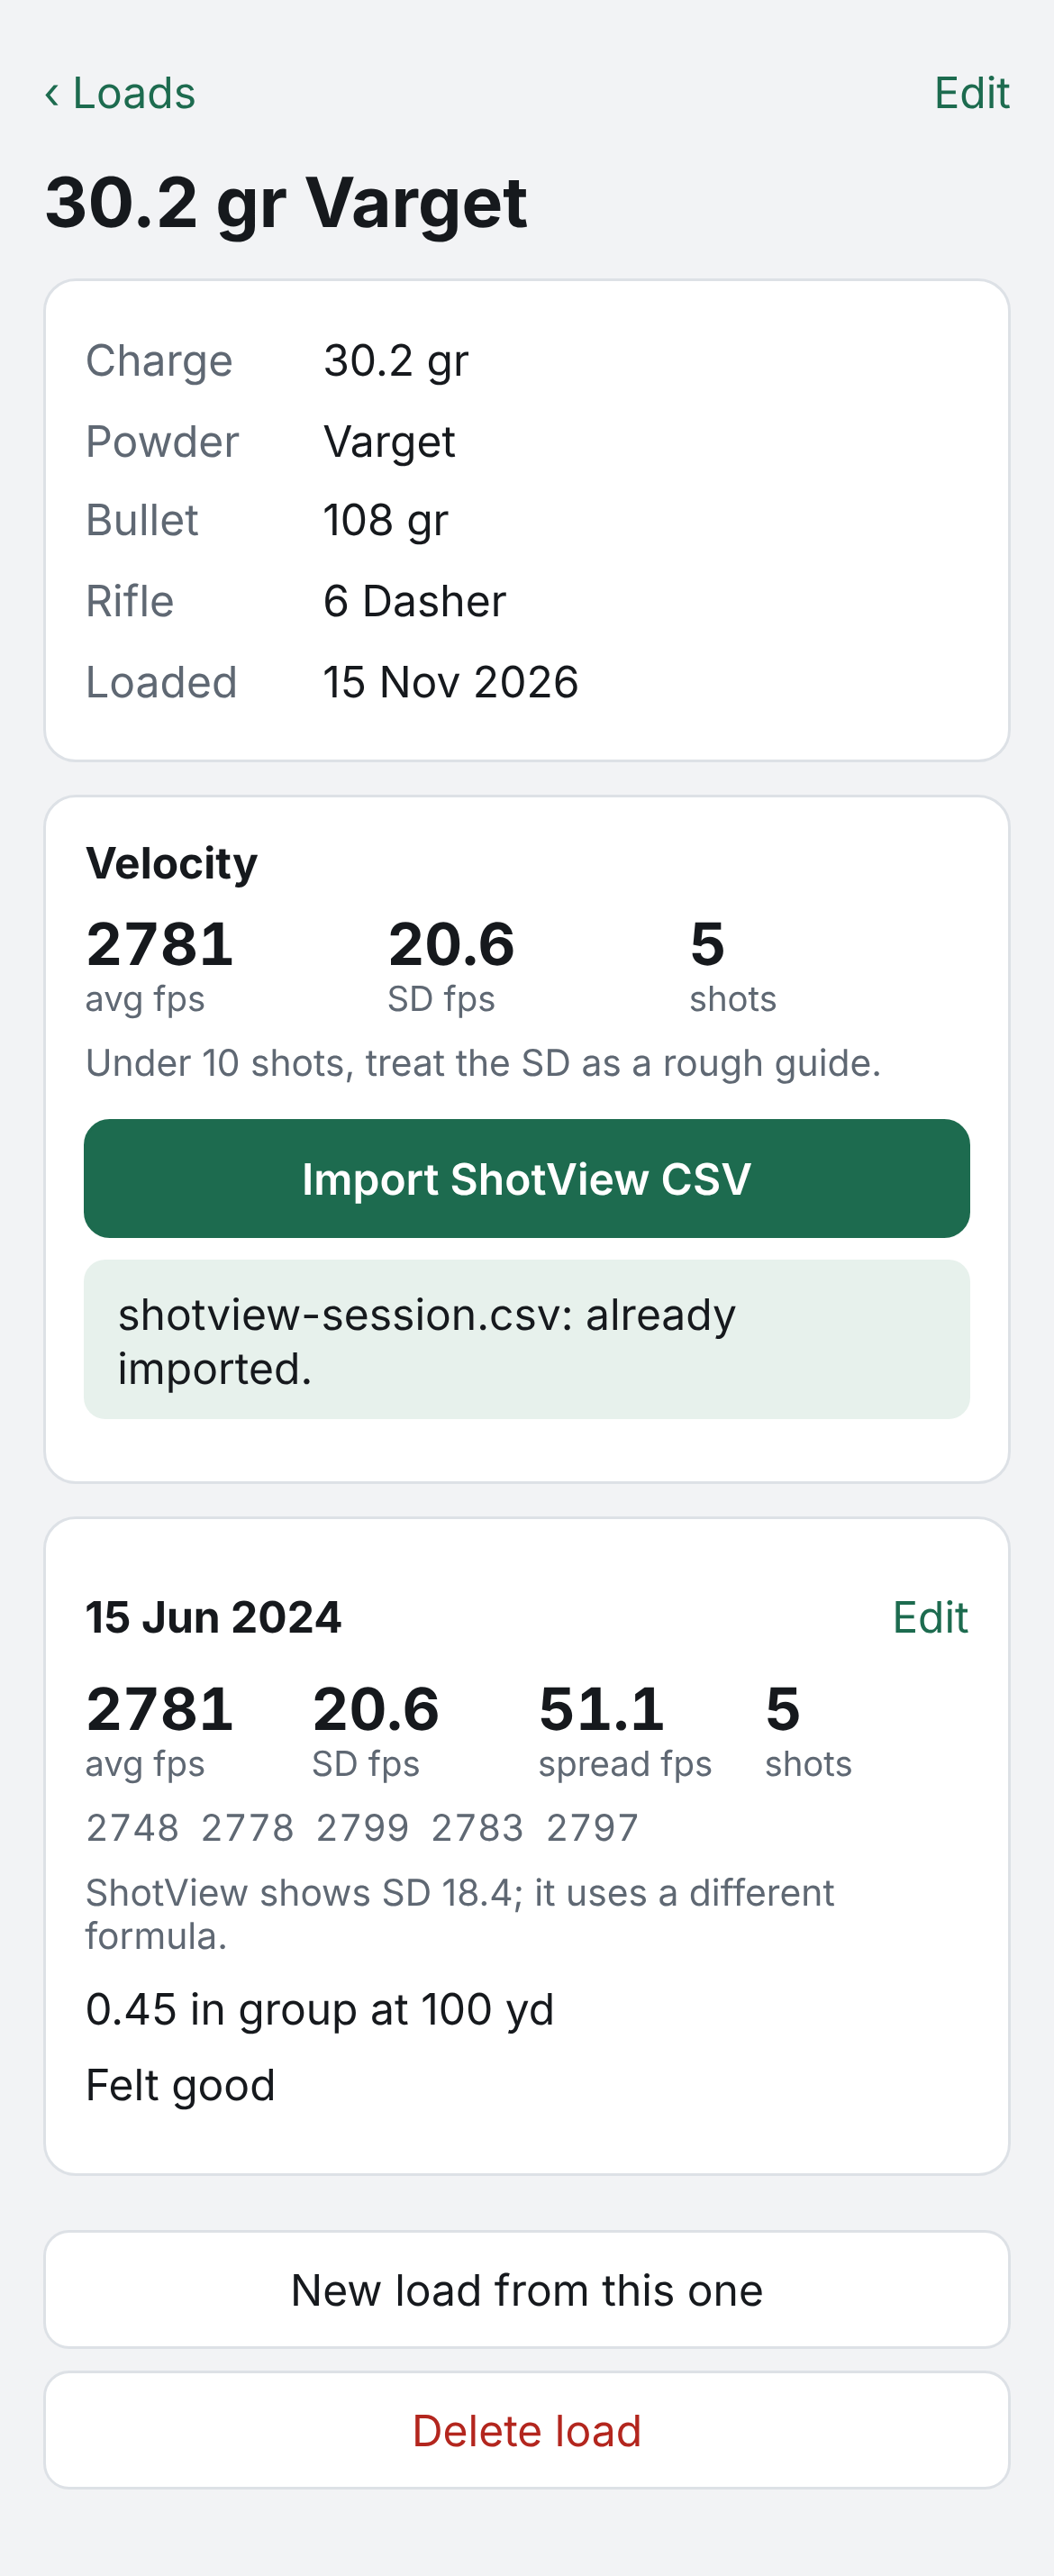 ‹ Loads
Edit
30.2 gr Varget
Charge 30.2 gr
Powder Varget
Bullet 108 gr
Rifle 6 Dasher
Loaded 15 Nov 2026
Velocity
2781 20.6 5
avg fps SD fps shots
Under 10 shots, treat the SD as a rough guide.
Import ShotView CSV
shotview-session.csv: already
imported.
15 Jun 2024
Edit
2781 20.6 51.1 5
avg fps SD fps spread fps shots
2748 2778 2799 2783 2797
ShotView shows SD 18.4; it uses a different
formula.
0.45 in group at 100 yd
Felt good
New load from this one
Delete load